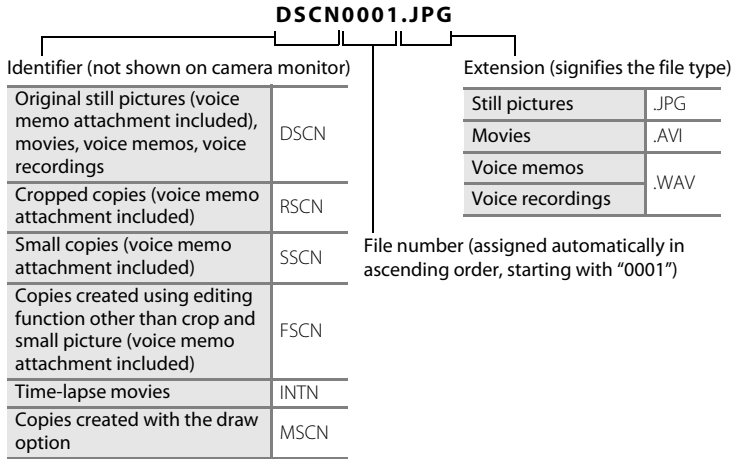 DSCN0001.JPG
Identifier (not shown on camera monitor)
Original still pictures (voice
memo attachment included),
movies, voice memos, voice
recordings
DSCN
Cropped copies (voice memo
attachment included)
RSCN
Small copies (voice memo
attachment included)
SSCN
Copies created using editing
function other than crop and
small picture (voice memo
attachment included)
FSCN
Time-lapse movies
INTN
Copies created with the draw
option
MSCN
Extension (signifies the file type)
Still pictures
.JPG
Movies
.AVI
Voice memos
Voice recordings
.WAV
File number (assigned automatically in
ascending order, starting with “0001”)